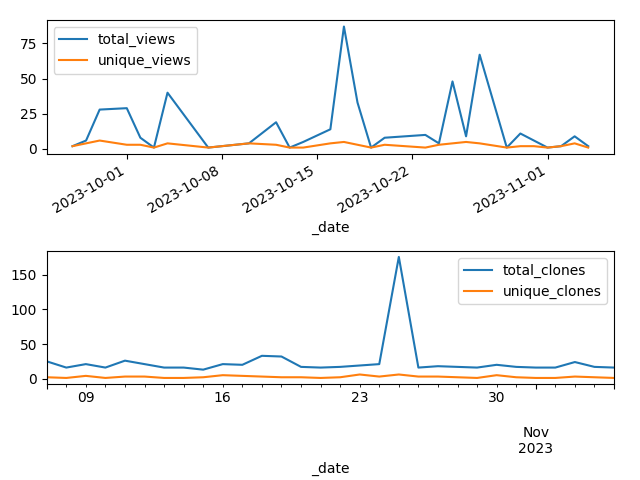 75
50
25
0
total_views
unique_views
2023-10-01
2023-10-08
2023-10-15
2023-10-22
2023-11-01
_date
150
100
50
0
total_clones
unique_clones
09
16
23
30
Nov
2023
_date